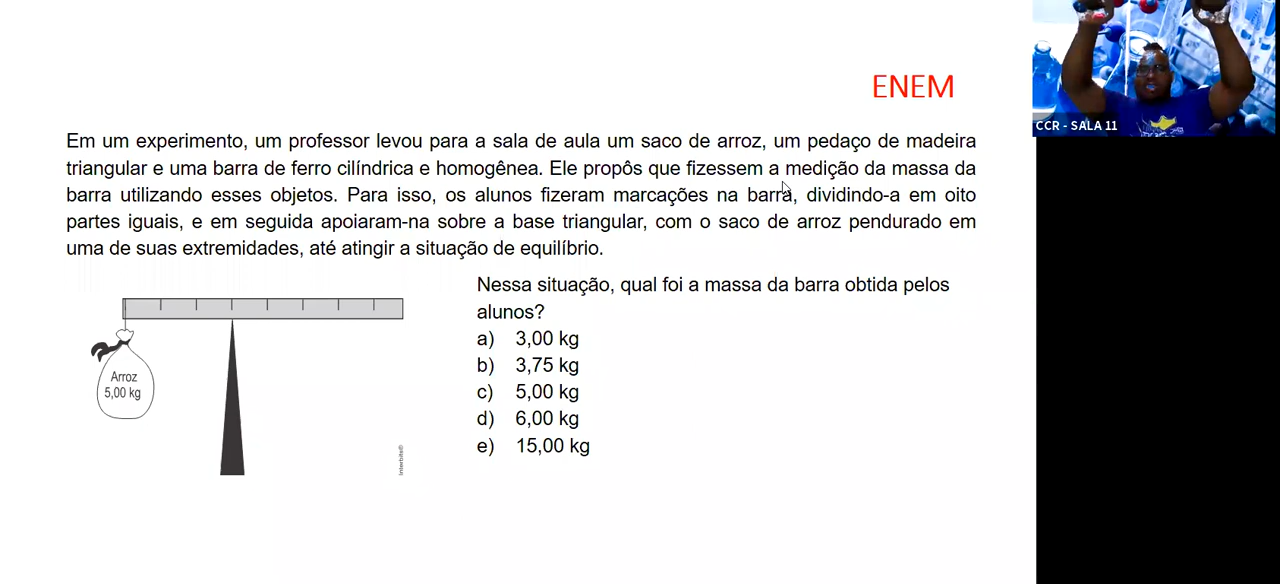 CCR - SALA 11
ENEM
Em um experimento, um professor levou para a sala de aula um saco de arroz, um pedaço de madeira
triangular e uma barra de ferro cilíndrica e homogênea. Ele propôs que fizessem a medição da massa da
barra utilizando esses objetos. Para isso, os alunos fizeram marcações na barra, dividindo-a em oito
partes iguais, e em seguida apoiaram-na sobre a base triangular, com o saco de arroz pendurado em
uma de suas extremidades, até atingir a situação de equilíbrio.
Arroz
5,00 kg
Interbits©
Nessa situação, qual foi a massa da barra obtida pelos
alunos?
a) 3,00 kg
b) 3,75 kg
c) 5,00 kg
d) 6,00 kg
e) 15,00 kg